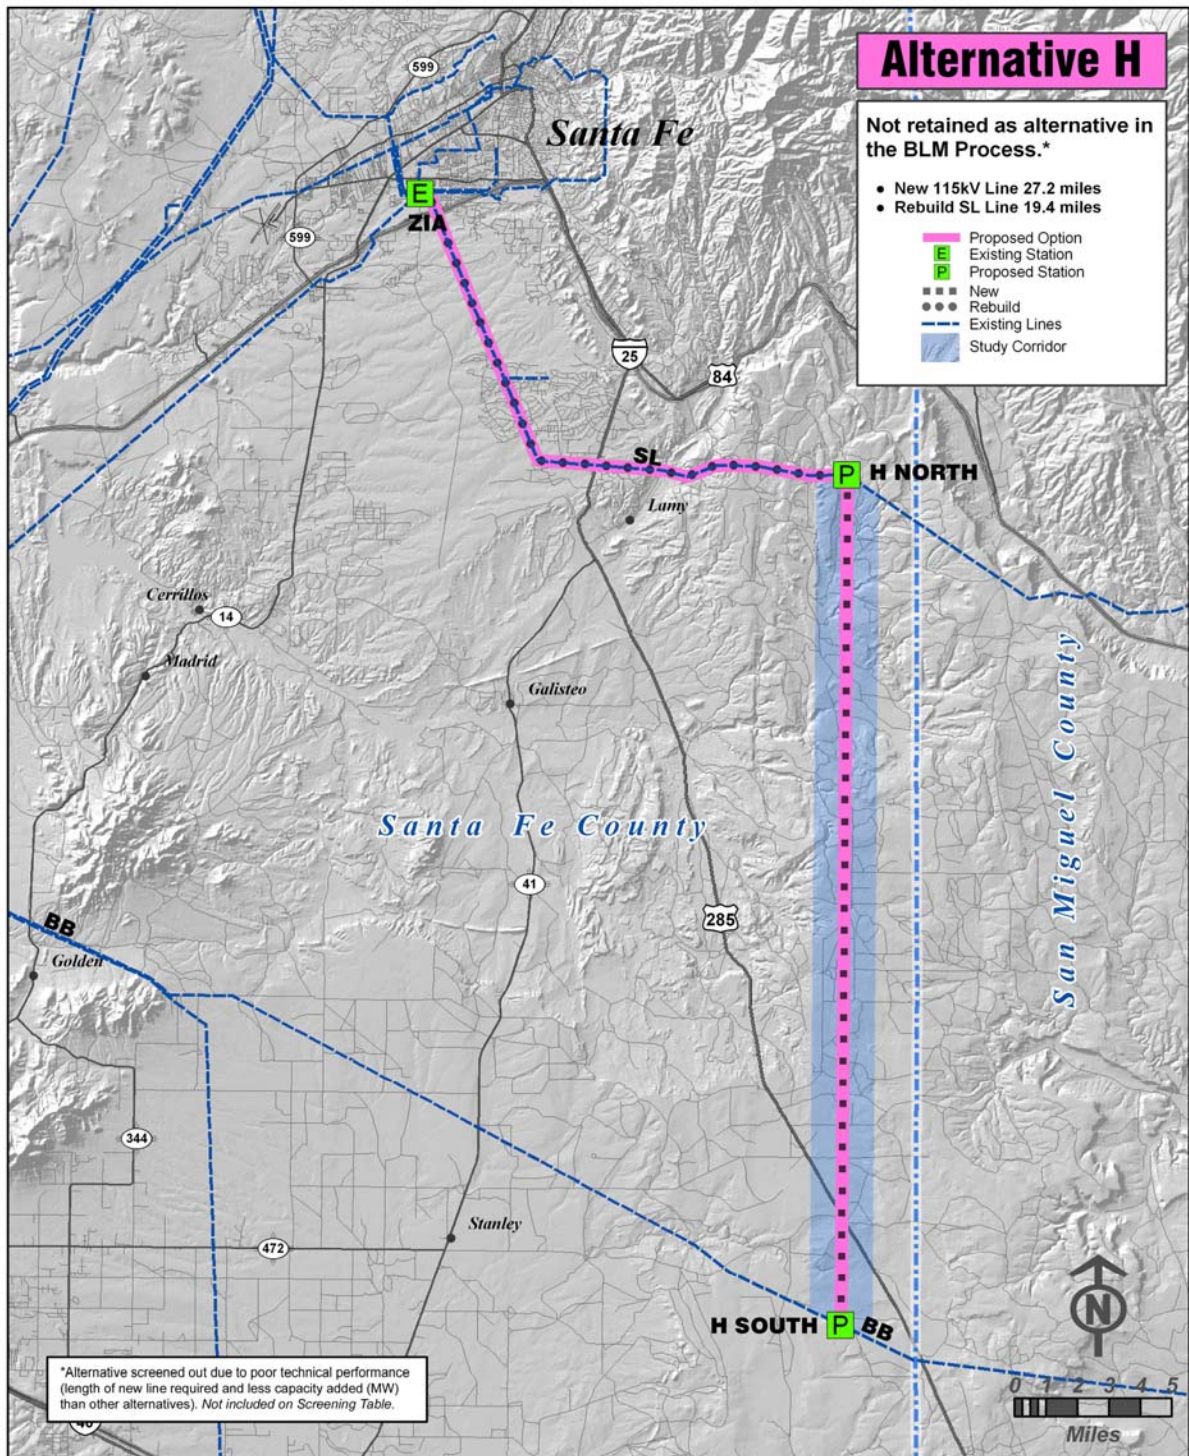 Alternative H
Not retained as alternative in
the BLM Process.*
• New 115kV Line 27.2 miles
• Rebuild SL Line 19.4 miles
Proposed Option
E Existing Station
P Proposed Station
New
Rebuild
Existing Lines
Study Corridor
599
Santa Fe
E
ZIA
599
25
84
SL
P H NORTH
Lamy
Cerrillos
14
Madrid
Galisteo
San Miguel County
Santa Fe County
41
285
BB
Golden
344
Stanley
472
H SOUTH P BB
N
0 1 2 3 4 5
Miles
*Alternative screened out due to poor technical performance
(length of new line required and less capacity added (MW)
than other alternatives). Not included on Screening Table.